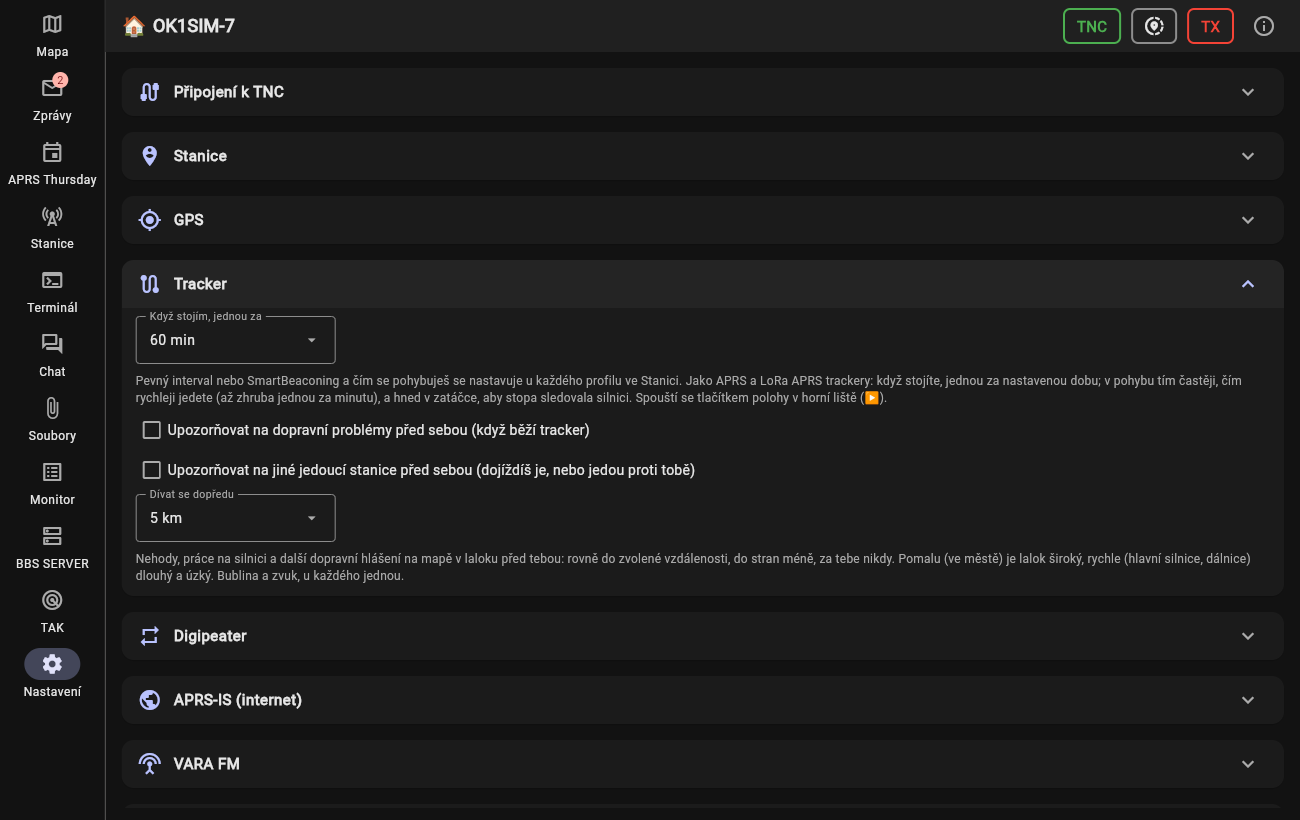 Mapa
2
Zprávy
APRS Thursday
Stanice
Terminál
Chat
Soubory
Monitor
BBS SERVER
TAK
Nastavení
OK1SIM-7
TNC
TX
Připojení k TNC
Stanice
GPS
Tracker
Když stojím, jednou za
60 min
Pevný interval nebo SmartBeaconing a čím se pohybuješ se nastavuje u každého profilu ve Stanici. Jako APRS a LoRa APRS trackery: když stojíte, jednou za nastavenou dobu; v pohybu tím častěji, čím
rychleji jedete (až zhruba jednou za minutu), a hned v zatáčce, aby stopa sledovala silnici. Spouští se tlačítkem polohy v horní liště (▶️).
Upozorňovat na dopravní problémy před sebou (když běží tracker)
Upozorňovat na jiné jedoucí stanice před sebou (dojíždíš je, nebo jedou proti tobě)
Dívat se dopředu
5 km
Nehody, práce na silnici a další dopravní hlášení na mapě v laloku před tebou: rovně do zvolené vzdálenosti, do stran méně, za tebe nikdy. Pomalu (ve městě) je lalok široký, rychle (hlavní silnice, dálnice)
dlouhý a úzký. Bublina a zvuk, u každého jednou.
Digipeater
APRS-IS (internet)
VARA FM